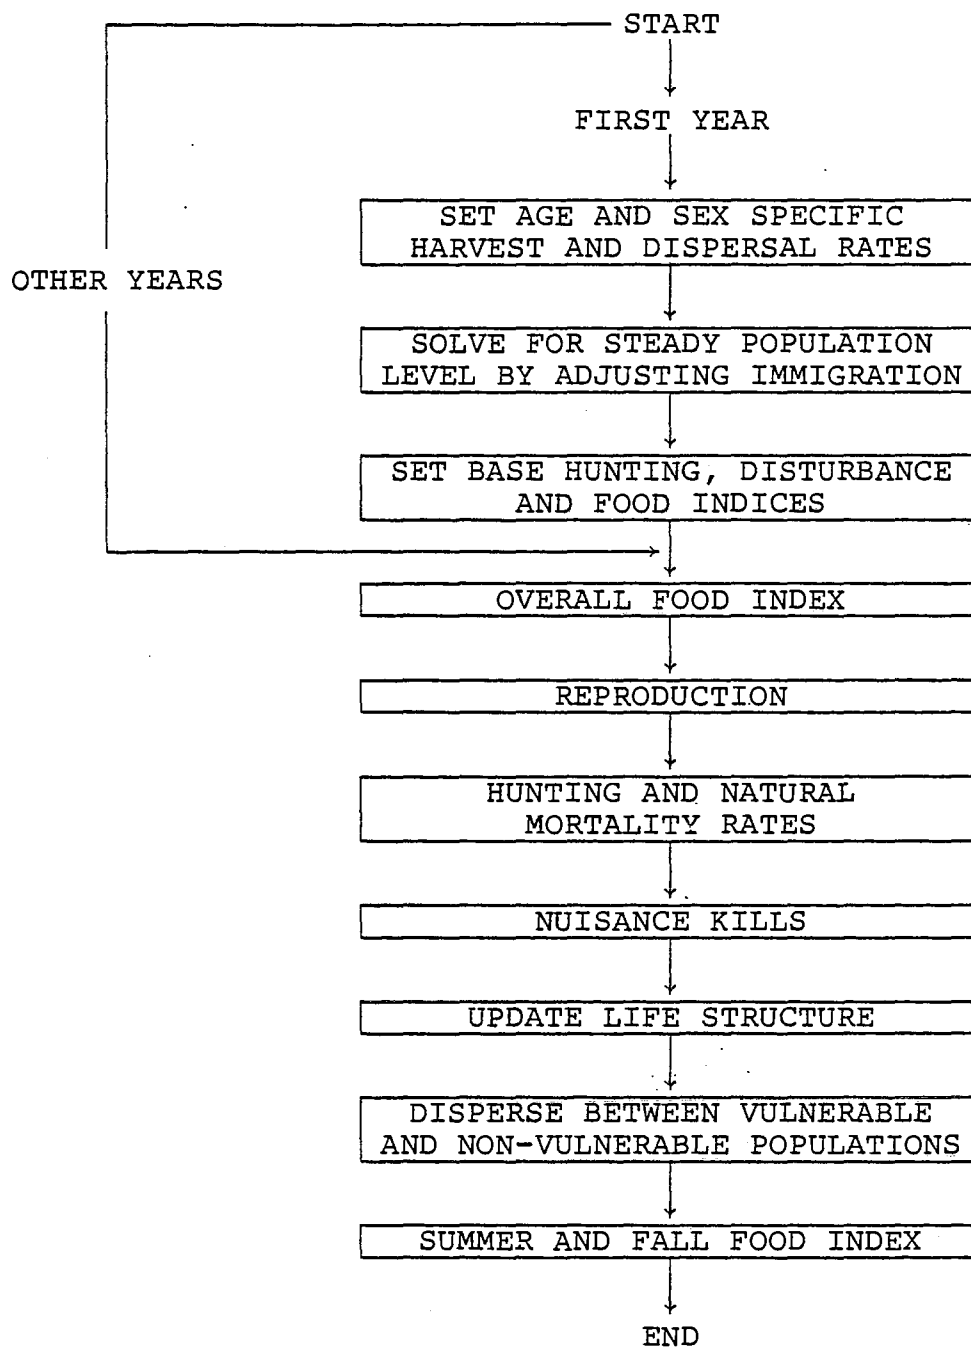 START
FIRST YEAR
SET AGE AND SEX SPECIFIC
HARVEST AND DISPERSAL RATES
OTHER YEARS
SOLVE FOR STEADY POPULATION
LEVEL BY ADJUSTING IMMIGRATION
SET BASE HUNTING, DISTURBANCE
AND FOOD INDICES
OVERALL FOOD INDEX
REPRODUCTION
HUNTING AND NATURAL
MORTALITY RATES
NUISANCE KILLS
UPDATE LIFE STRUCTURE
DISPERSE BETWEEN VULNERABLE
AND NON-VULNERABLE POPULATIONS
SUMMER AND FALL FOOD INDEX
END